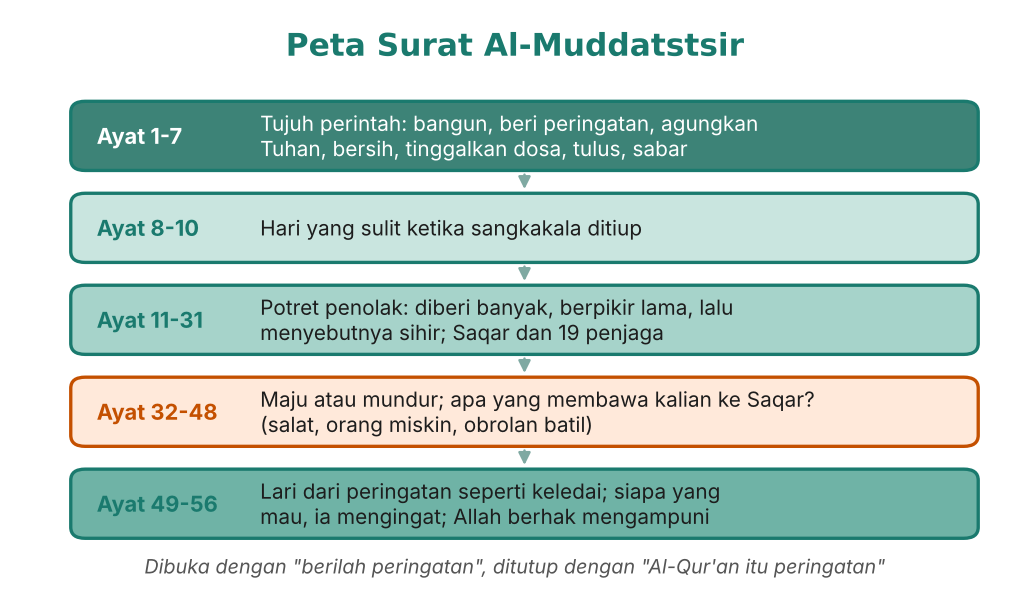 Peta Surat Al-Muddatstsir
Ayat 1-7
Tujuh perintah: bangun, beri peringatan, agungkan
Tuhan, bersih, tinggalkan dosa, tulus, sabar
Ayat 8-10
Hari yang sulit ketika sangkakala ditiup
Ayat 11-31
Potret penolak: diberi banyak, berpikir lama, lalu
menyebutnya sihir; Saqar dan 19 penjaga
Ayat 32-48
Maju atau mundur; apa yang membawa kalian ke Saqar?
(salat, orang miskin, obrolan batil)
Ayat 49-56
Lari dari peringatan seperti keledai; siapa yang
mau, ia mengingat; Allah berhak mengampuni
Dibuka dengan "berilah peringatan", ditutup dengan "Al-Qur'an itu peringatan"